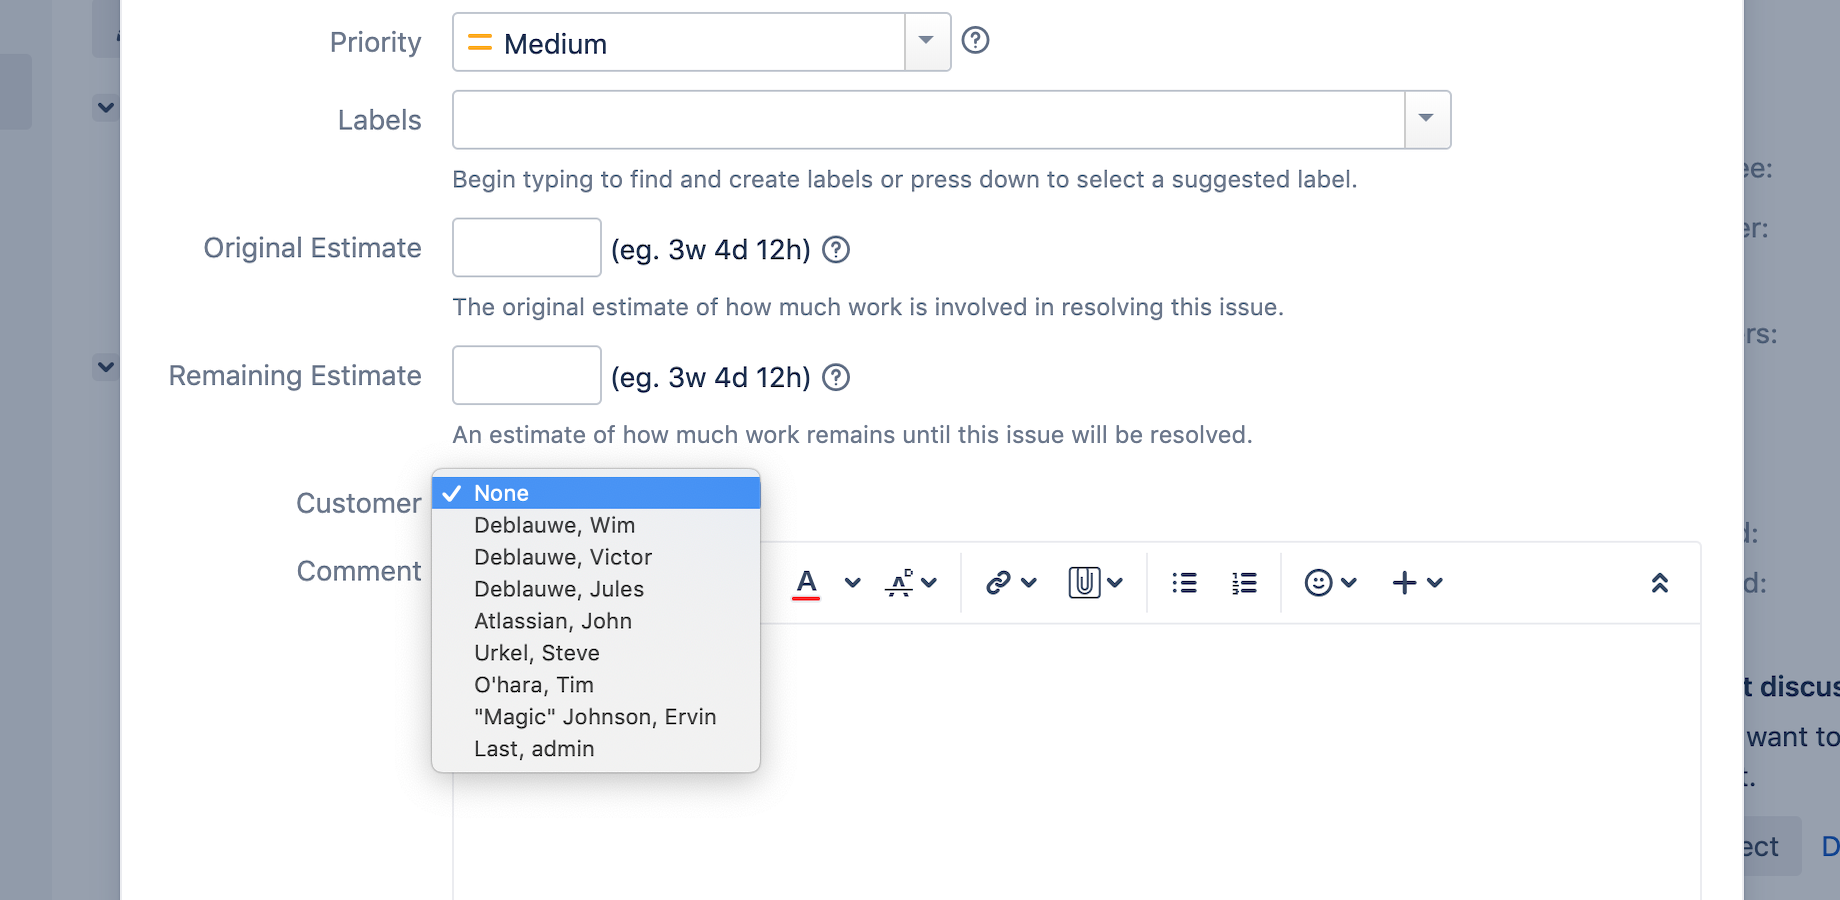 Priority
Medium
Labels
Begin typing to find and create labels or press down to select a suggested label.
Original Estimate
(eg. 3w 4d 12h)
The original estimate of how much work is involved in resolving this issue.
Remaining Estimate
(eg. 3w 4d 12h)
An estimate of how much work remains until this issue will be resolved.
Customer
None
Deblauwe, Wim
Deblauwe, Victor
Deblauwe, Jules
Atlassian, John
Urkel, Steve
O'hara, Tim
"Magic" Johnson, Ervin
Last, admin
Comment
ee:
er:
rs:
d:
d:
t discus
want to
t.
ect D